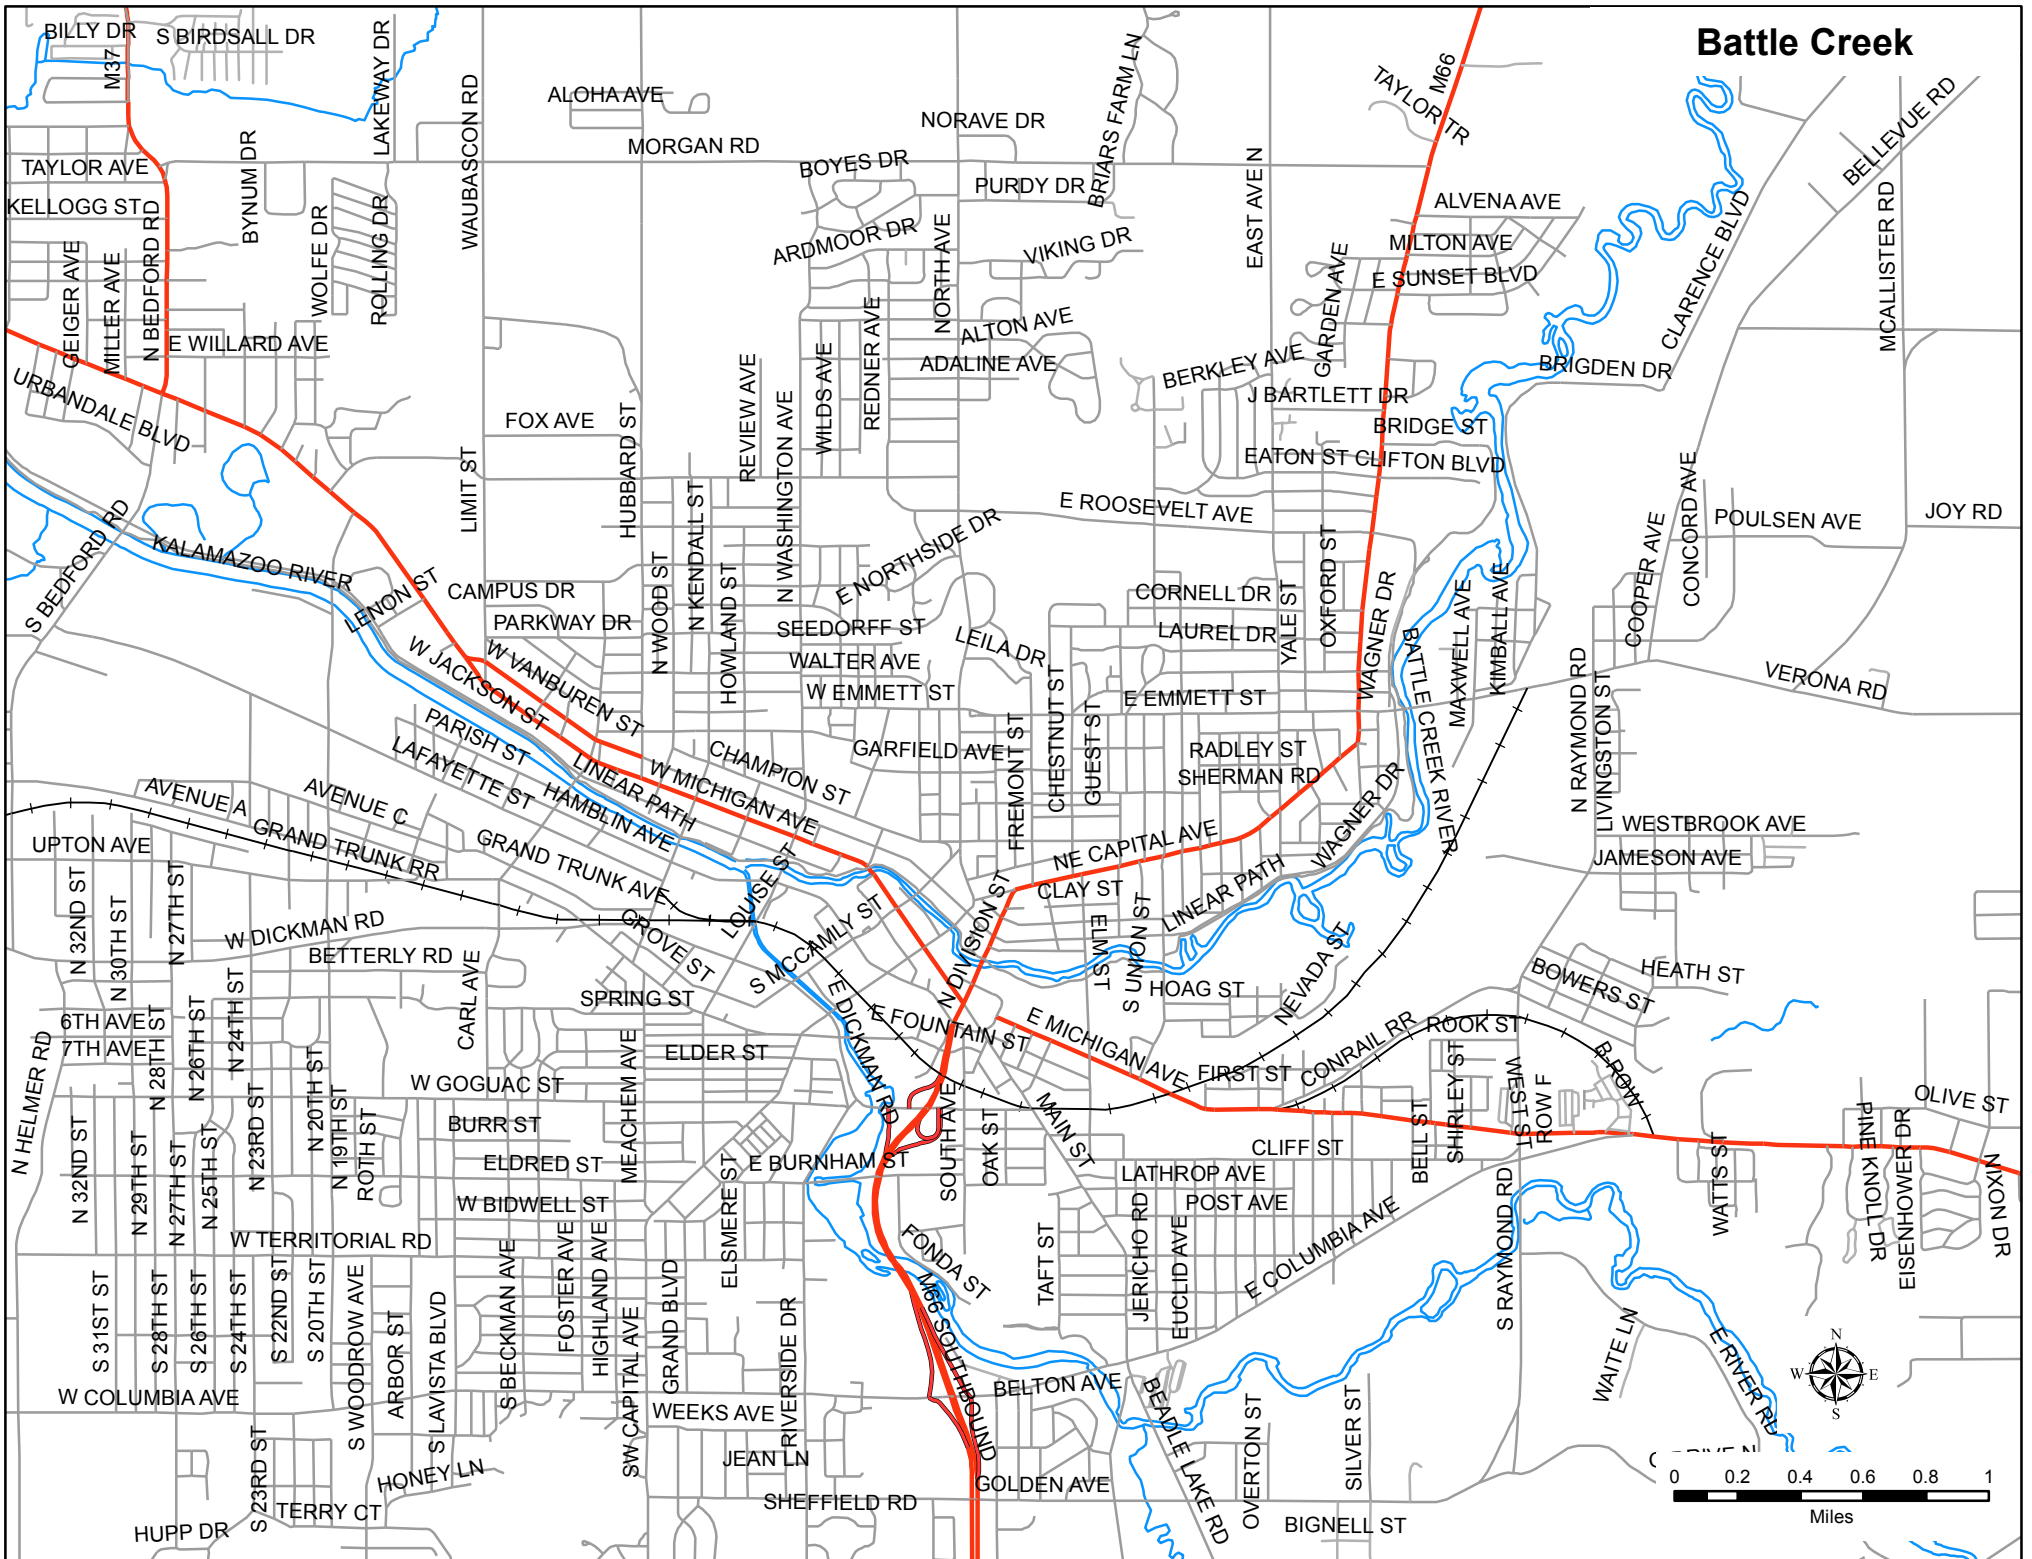 Battle Creek
BILLY DR
S BIRDSALL DR
M37
LAKEWAY DR
WAUBASCON RD
ALOHA AVE
MORGAN RD
NORAVE DR
BRIARS FARM LN
TAYLOR TR
M66
BELLEVUE RD
TAYLOR AVE
KELLOGG ST
BYNUM DR
BOYES DR
PURDY DR
EAST AVE N
ALVENA AVE
MCALLISTER RD
CLARENCE BLVD
GEIGER AVE
MILLER AVE
N BEDFORD RD
WOLFE DR
ROLLING DR
ARDMOOR DR
NORTH AVE
VIKING DR
GARDEN AVE
MILTON AVE
E SUNSET BLVD
E WILLARD AVE
URBANDALE BLVD
REVIEW AVE
WILDS AVE
REDNER AVE
ALTON AVE
ADALINE AVE
BERKLEY AVE
J BARTLETT DR
BRIGDEN DR
BRIDGE ST
FOX AVE
HUBBARD ST
LIMIT ST
N WASHINGTON AVE
EATON ST
CLIFTON BLVD
E ROOSEVELT AVE
S BEDFORD RD
KALAMAZOO RIVER
LENON ST
CAMPUS DR
PARKWAY DR
N WOOD ST
N KENDALL ST
HOWLAND ST
E NORTHSIDE DR
SEEDORFF ST
WALTER AVE
W EMMETT ST
LEILA DR
CORNELL DR
LAUREL DR
YALE ST
OXFORD ST
WAGNER DR
BATTLE CREEK RIVER
MAXWELL AVE
KIMBALL AVE
COOPER AVE
CONCORD AVE
POULSEN AVE
JOY RD
VERONA RD
N RAYMOND RD
LIVINGSTON ST
W JACKSON ST
W VANBUREN ST
PARISH ST
LAFAYETTE ST
HAMBLIN AVE
LINEAR PATH
W MICHIGAN AVE
CHAMPION ST
GARFIELD AVE
FREMONT ST
CHESTNUT ST
GUEST ST
E EMMETT ST
RADLEY ST
SHERMAN RD
WAGNER DR
AVENUE A
AVENUE C
GRAND TRUNK RR
GRAND TRUNK AVE
UPTON AVE
N 32ND ST
N 30TH ST
N 27TH ST
W DICKMAN RD
BETTERLY RD
GROVE ST
LOUISE ST
S MCCAMLY ST
N DIVISION ST
NE CAPITAL AVE
CLAY ST
ELM ST
S UNION ST
LINEAR PATH
WESTBROOK AVE
JAMESON AVE
NEVADA ST
HOAG ST
BOWERS ST
HEATH ST
N HELMER RD
6TH AVE
7TH AVE
N 28TH ST
N 26TH ST
N 24TH ST
CARL AVE
SPRING ST
ELDER ST
E DICKMAN RD
E FOUNTAIN ST
E MICHIGAN AVE
FIRST ST
CONRAIL RR
ROOK ST
B-ROW
ROW F
WEST ST
SHIRLEY ST
BELL ST
W GOGUAC ST
BURR ST
ELDRED ST
MEACHEM AVE
W BIDWELL ST
W TERRITORIAL RD
N 32ND ST
N 29TH ST
N 27TH ST
N 25TH ST
N 23RD ST
N 20TH ST
N 19TH ST
ROTH ST
ELSMERE ST
E BURNHAM ST
SOUTH AVE
OAK ST
MAIN ST
CLIFF ST
LATHROP AVE
POST AVE
E COLUMBIA AVE
WATTS ST
PINE KNOLL DR
EISENHOWER DR
OLIVE ST
NIXON DR
FONDA ST
TAFT ST
JERICHO RD
EUCLID AVE
S RAYMOND RD
WAITE LN
E RIVER RD
S 31ST ST
S 28TH ST
S 26TH ST
S 24TH ST
S 22ND ST
S 20TH ST
S WOODROW AVE
ARBOR ST
S LAVISTA BLVD
S BECKMAN AVE
FOSTER AVE
HIGHLAND AVE
SW CAPITAL AVE
GRAND BLVD
RIVERSIDE DR
M66 SOUTHBOUND
W COLUMBIA AVE
WEEKS AVE
BELTON AVE
BEADLE LAKE RD
OVERTON ST
SILVER ST
S 23RD ST
HONEY LN
TERRY CT
HUPP DR
JEAN LN
SHEFFIELD RD
GOLDEN AVE
BIGNELL ST
N
W
E
S
0 0.2 0.4 0.6 0.8 1
Miles